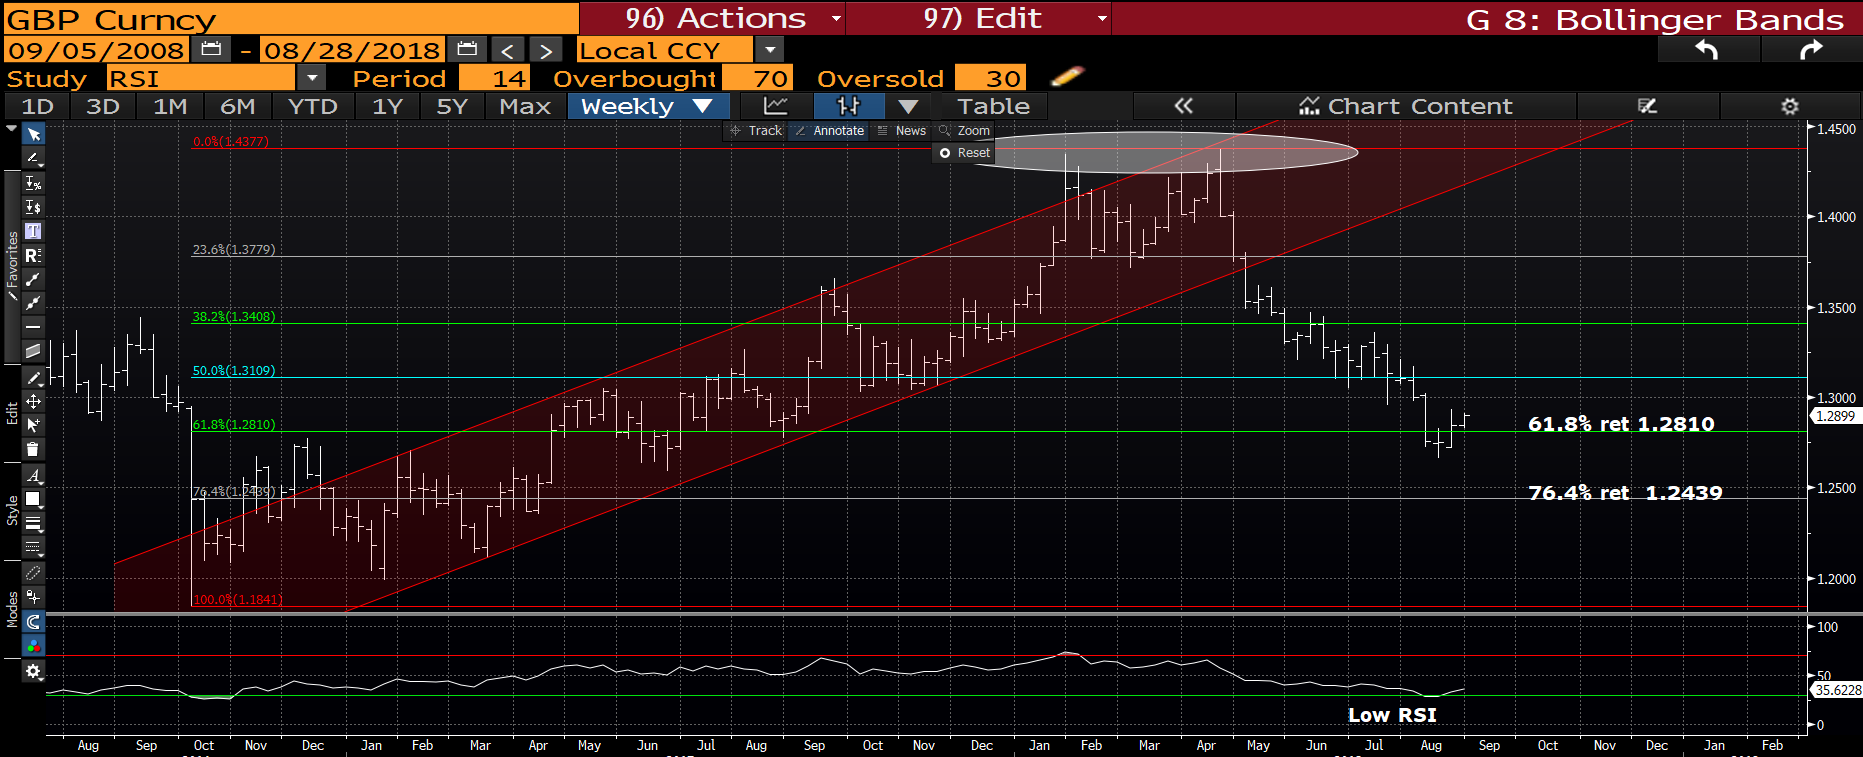 GBP Curncy 96) Actions 97) Edit G 8: Bollinger Bands
09/05/2008 - 08/28/2018 < > Local CCY
Study RSI Period 14 Overbought 70 Oversold 30
1D 3D 1M 6M YTD 1Y 5Y Max Weekly Table « Chart Content
Track Annotate News Zoom
Reset
0.0%(1.4377)
23.6%(1.3779)
38.2%(1.3408)
50.0%(1.3109)
61.8%(1.2810)
76.4%(1.2439)
100.0%(1.1841)
61.8% ret 1.2810
76.4% ret 1.2439
1.4500
1.4000
1.3500
1.3000
1.2899
1.2500
1.2000
100
50
35.6228
0
Low RSI
Favorites
Edit
Style
Modes
Aug Sep Oct Nov Dec Jan Feb Mar Apr May Jun Jul Aug Sep Oct Nov Dec Jan Feb Mar Apr May Jun Jul Aug Sep Oct Nov Dec Jan Feb